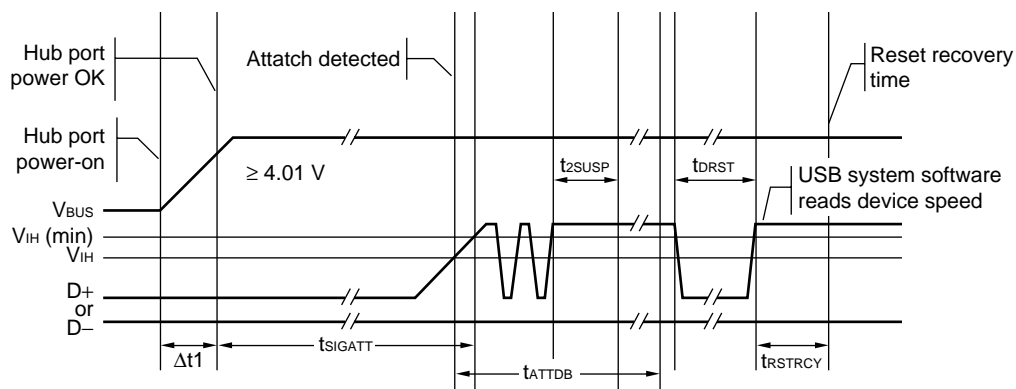 Hub port
power OK
Attatch detected
Reset recovery
time
Hub port
power-on
≥ 4.01 V
t2SUSP
tDRST
USB system software
reads device speed
VBUS
VIH (min)
VIH
D+
or
D−
Δt1
tSIGATT
tATTDB
tRSTRCY